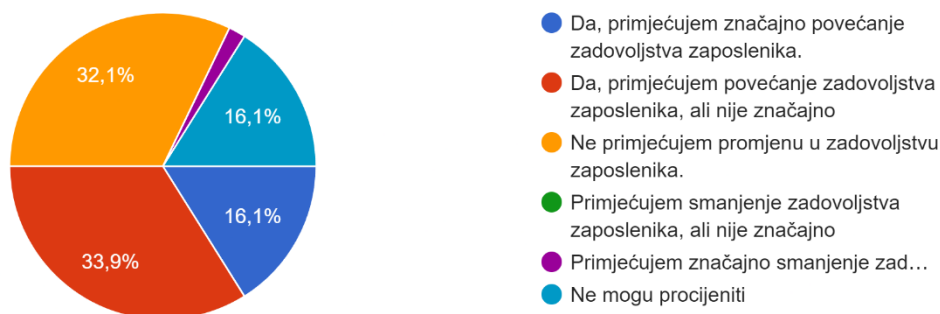 32,1%
16,1%
16,1%
33,9%
Da, primjećujem značajno povećanje
zadovoljstva zaposlenika.
Da, primjećujem povećanje zadovoljstva
zaposlenika, ali nije značajno
Ne primjećujem promjenu u zadovoljstvu
zaposlenika.
Primjećujem smanjenje zadovoljstva
zaposlenika, ali nije značajno
Primjećujem značajno smanjenje zad…
Ne mogu procijeniti